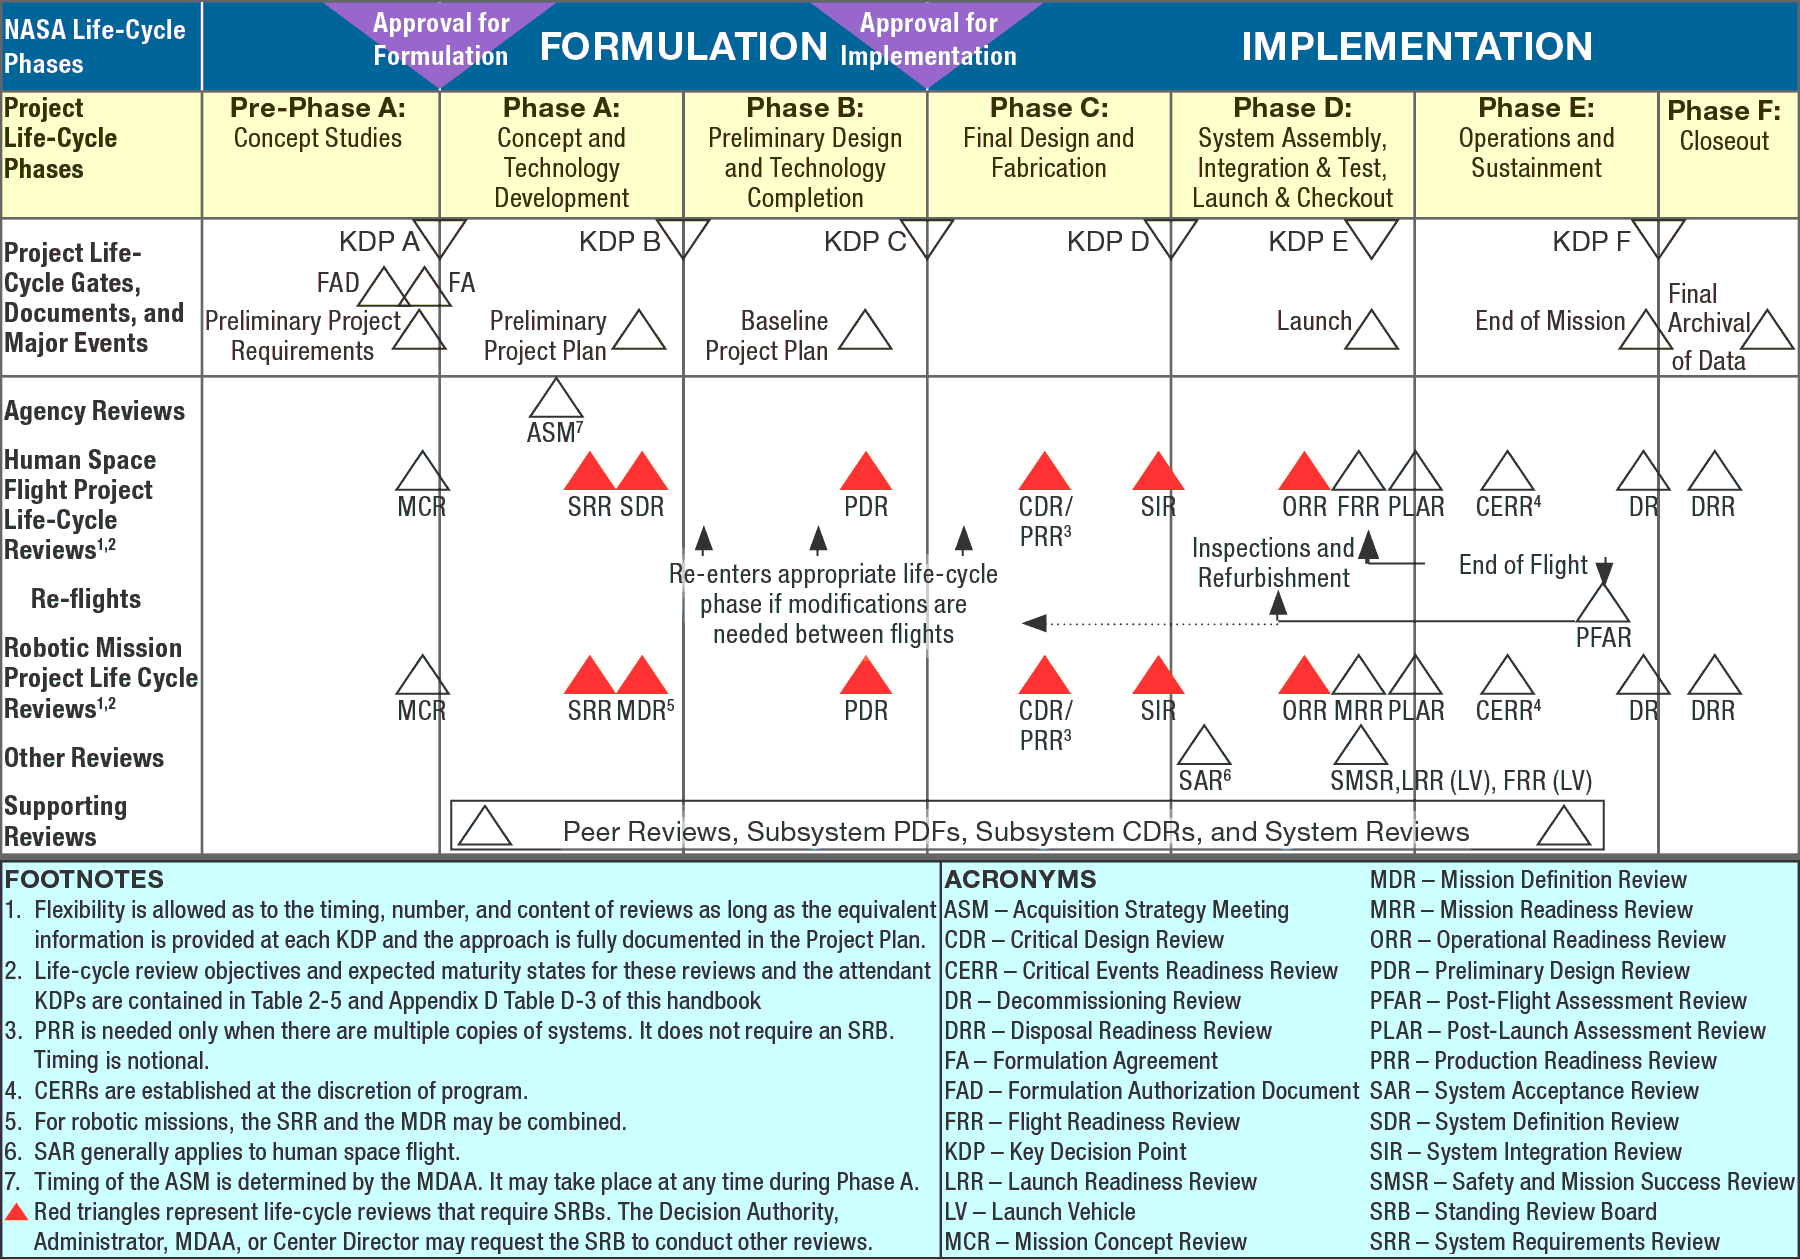 NASA Life-Cycle
Phases
Approval for
Formulation
FORMULATION
Approval for
Implementation
IMPLEMENTATION
Project
Life-Cycle
Phases
Pre-Phase A:
Concept Studies
Phase A:
Concept and
Technology
Development
Phase B:
Preliminary Design
and Technology
Completion
Phase C:
Final Design and
Fabrication
Phase D:
System Assembly,
Integration & Test,
Launch & Checkout
Phase E:
Operations and
Sustainment
Phase F:
Closeout
Project Life-
Cycle Gates,
Documents, and
Major Events
KDP A
KDP B
KDP C
KDP D
KDP E
KDP F
FAD
FA
Preliminary Project
Requirements
Preliminary
Project Plan
Baseline
Project Plan
Launch
End of Mission
Final
Archival
of Data
Agency Reviews
ASM7
Human Space
Flight Project
Life-Cycle
Reviews1,2
MCR
SRR SDR
PDR
CDR/
PRR3
SIR
ORR FRR PLAR
CERR4
DR
DRR
Re-flights
Re-enters appropriate life-cycle
phase if modifications are
needed between flights
Inspections and
Refurbishment
End of Flight
PFAR
Robotic Mission
Project Life Cycle
Reviews1,2
MCR
SRR MDR5
PDR
CDR/
PRR3
SIR
ORR MRR PLAR
CERR4
DR
DRR
Other Reviews
SAR6
SMSR,LRR (LV), FRR (LV)
Supporting
Reviews
Peer Reviews, Subsystem PDFs, Subsystem CDRs, and System Reviews
FOOTNOTES
1. Flexibility is allowed as to the timing, number, and content of reviews as long as the equivalent
information is provided at each KDP and the approach is fully documented in the Project Plan.
2. Life-cycle review objectives and expected maturity states for these reviews and the attendant
KDPs are contained in Table 2-5 and Appendix D Table D-3 of this handbook
3. PRR is needed only when there are multiple copies of systems. It does not require an SRB.
Timing is notional.
4. CERRs are established at the discretion of program.
5. For robotic missions, the SRR and the MDR may be combined.
6. SAR generally applies to human space flight.
7. Timing of the ASM is determined by the MDAA. It may take place at any time during Phase A.
Red triangles represent life-cycle reviews that require SRBs. The Decision Authority,
Administrator, MDAA, or Center Director may request the SRB to conduct other reviews.
ACRONYMS
ASM – Acquisition Strategy Meeting
CDR – Critical Design Review
CERR – Critical Events Readiness Review
DR – Decommissioning Review
DRR – Disposal Readiness Review
FA – Formulation Agreement
FAD – Formulation Authorization Document
FRR – Flight Readiness Review
KDP – Key Decision Point
LRR – Launch Readiness Review
LV – Launch Vehicle
MCR – Mission Concept Review
MDR – Mission Definition Review
MRR – Mission Readiness Review
ORR – Operational Readiness Review
PDR – Preliminary Design Review
PFAR – Post-Flight Assessment Review
PLAR – Post-Launch Assessment Review
PRR – Production Readiness Review
SAR – System Acceptance Review
SDR – System Definition Review
SIR – System Integration Review
SMSR – Safety and Mission Success Review
SRB – Standing Review Board
SRR – System Requirements Review